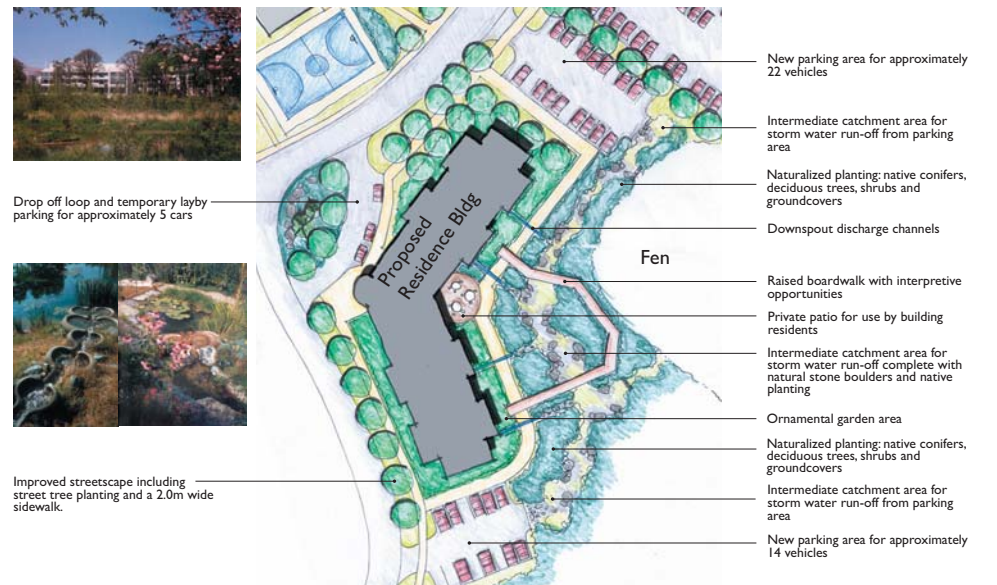 Drop off loop and temporary layby
parking for approximately 5 cars
Improved streetscape including
street tree planting and a 2.0m wide
sidewalk.
Proposed
Residence Bldg
Fen
New parking area for approximately
22 vehicles
Intermediate catchment area for
storm water run-off from parking
area
Naturalized planting: native conifers,
deciduous trees, shrubs and
groundcovers
Downspout discharge channels
Raised boardwalk with interpretive
opportunities
Private patio for use by building
residents
Intermediate catchment area for
storm water run-off complete with
natural stone boulders and native
planting
Ornamental garden area
Naturalized planting: native conifers,
deciduous trees, shrubs and
groundcovers
Intermediate catchment area for
storm water run-off from parking
area
New parking area for approximately
14 vehicles